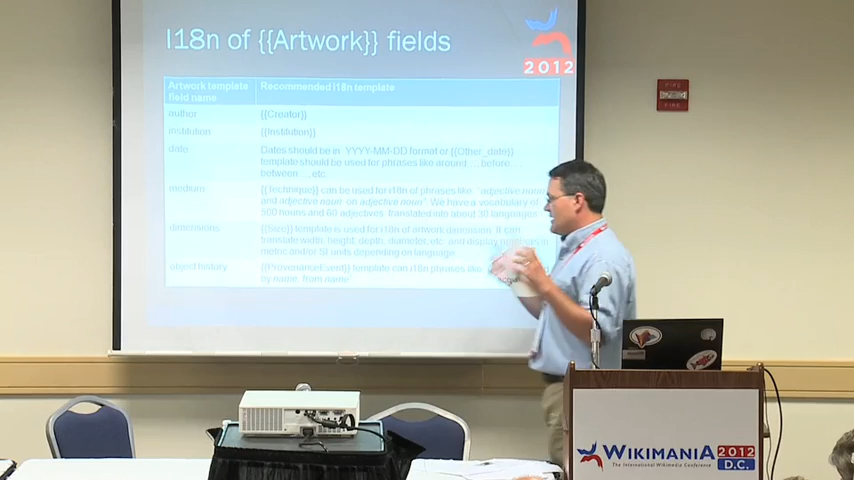 I18n of {{Artwork}} fields
2012
Artwork template
field name
Recommended i18n template
author
{{Creator}}
institution
{{Institution}}
date
Dates should be in YYYY-MM-DD format or {{Other_date}}
template should be used for phrases like around ..., before...,
between ..., etc.
medium
{{Technique}} can be used for i18n of phrases like "adjective noun
and adjective noun on adjective noun". We have a vocabulary of
500 nouns and 60 adjectives translated into about 30 languages.
dimensions
{{Size}} template is used for i18n of artwork dimension. It can
translate width, height, depth, diameter, etc. and display numbers in
metric and/or SI units depending on language.
object history
{{ProvenanceEvent}} template can i18n phrases like
by name, from name
FIRE
WIKIMANIA 2012
The International Wikimedia Conference
D.C.